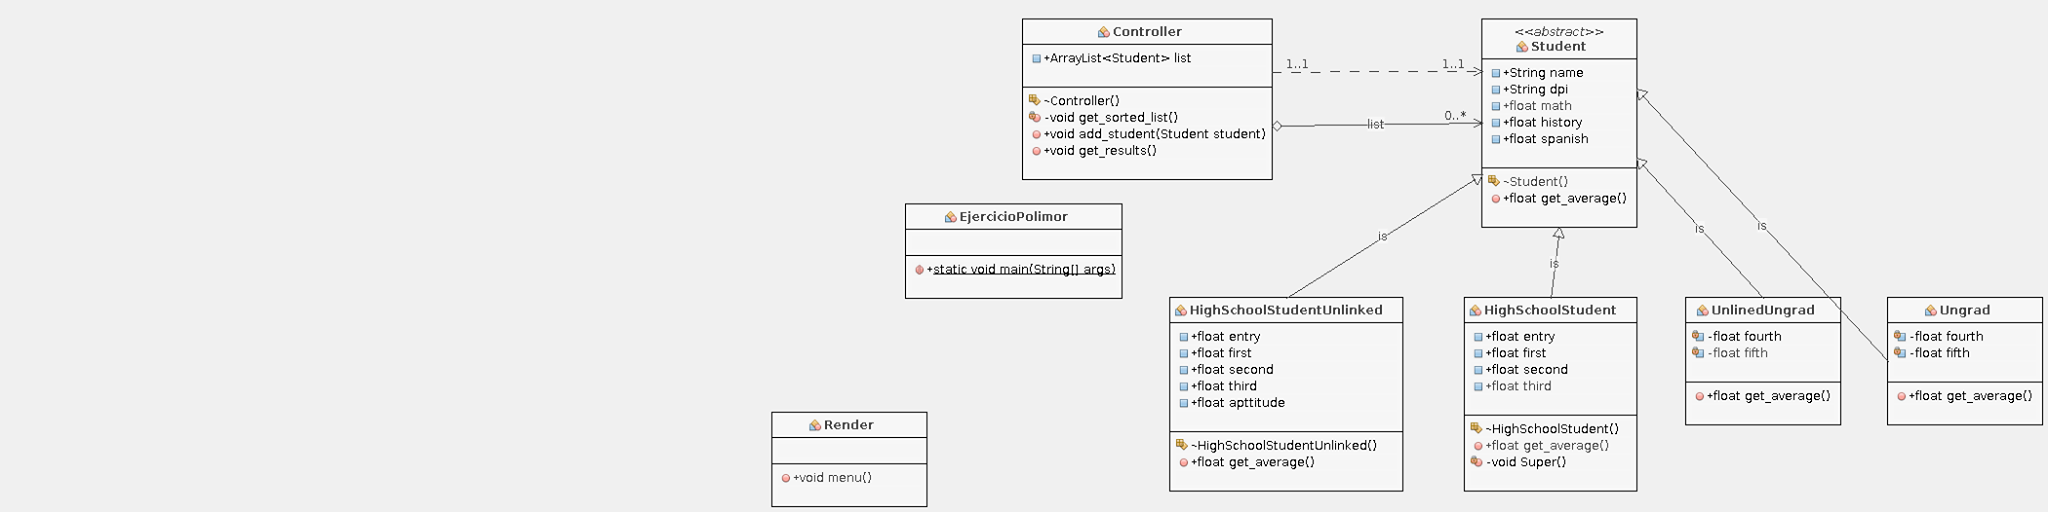 Controller
+ArrayList<Student> list
~Controller()
-void get_sorted_list()
+void add_student(Student student)
+void get_results()
1..1
1..1
list
0..*
<<abstract>>
Student
+String name
+String dpi
+float math
+float history
+float spanish
~Student()
+float get_average()
EjercicioPolimor
+static void main(String[] args)
is
is
is
is
HighSchoolStudentUnlinked
+float entry
+float first
+float second
+float third
+float apttitude
~HighSchoolStudentUnlinked()
+float get_average()
HighSchoolStudent
+float entry
+float first
+float second
+float third
~HighSchoolStudent()
+float get_average()
-void Super()
UnlinedUngrad
-float fourth
-float fifth
+float get_average()
Ungrad
-float fourth
-float fifth
+float get_average()
Render
+void menu()